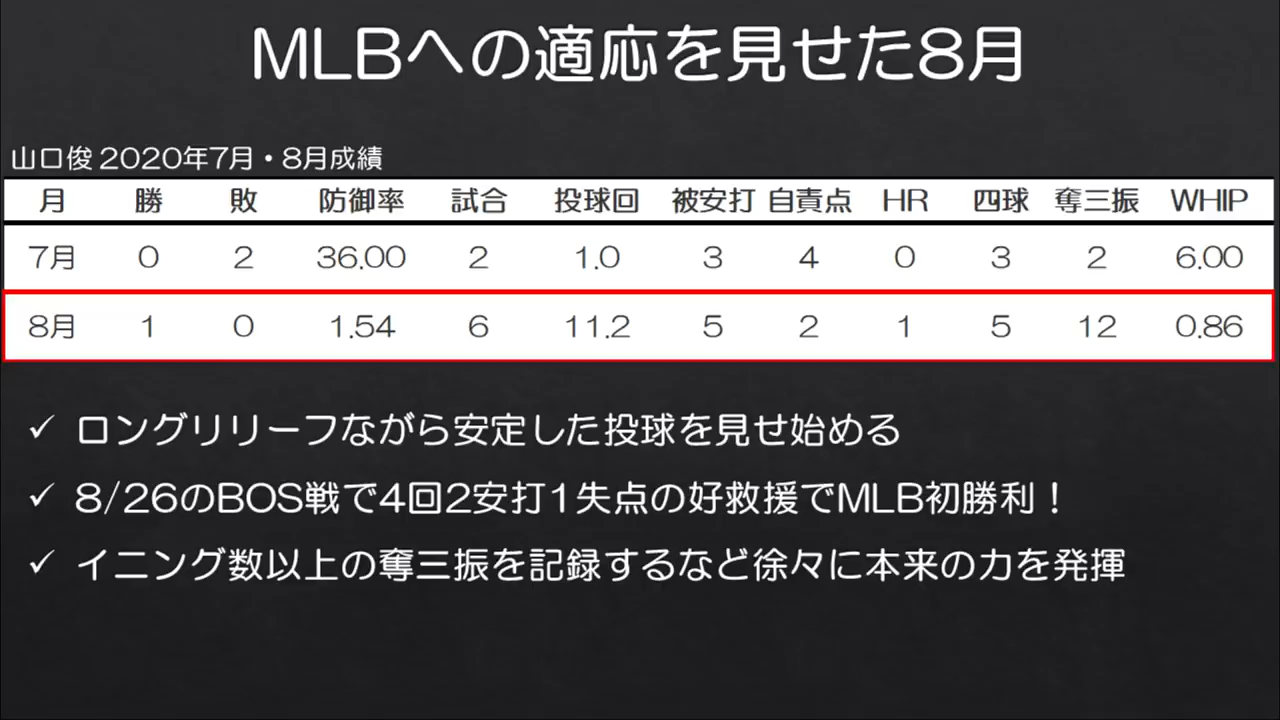 MLBへの適応を見せた8月
山口俊 2020年7月・8月成績
月 勝 敗 防御率 試合 投球回 被安打 自責点 HR 四球 奪三振 WHIP
7月 0 2 36.00 2 1.0 3 4 0 3 2 6.00
8月 1 0 1.54 6 11.2 5 2 1 5 12 0.86
✓ ロングリリーフながら安定した投球を見せ始める
✓ 8/26のBOS戦で4回2安打1失点の好救援でMLB初勝利！
✓ イニング数以上の奪三振を記録するなど徐々に本来の力を発揮